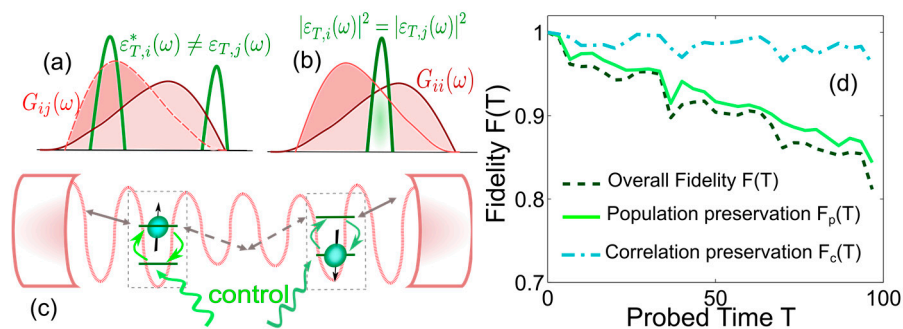 (a)
ε*T,i(ω) ≠ εT,j(ω)
Gij(ω)
(b)
|εT,i(ω)|² = |εT,j(ω)|²
Gii(ω)
(c)
control
(d)
Fidelity F(T)
1
0.9
0.8
0.7
Overall Fidelity F(T)
Population preservation Fp(T)
Correlation preservation Fc(T)
0
50
100
Probed Time T